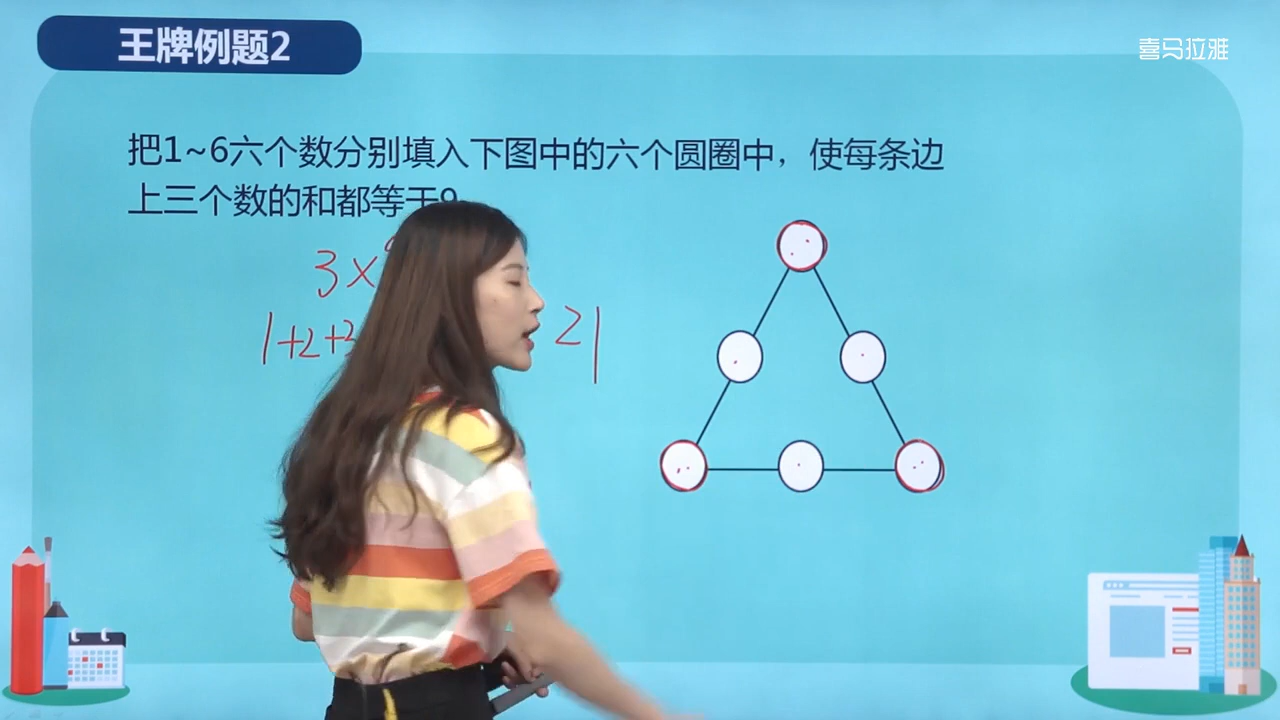 王牌例题2
喜马拉雅
把1~6六个数分别填入下图中的六个圆圈中，使每条边
上三个数的和都等于9
3×
1+2+3
21